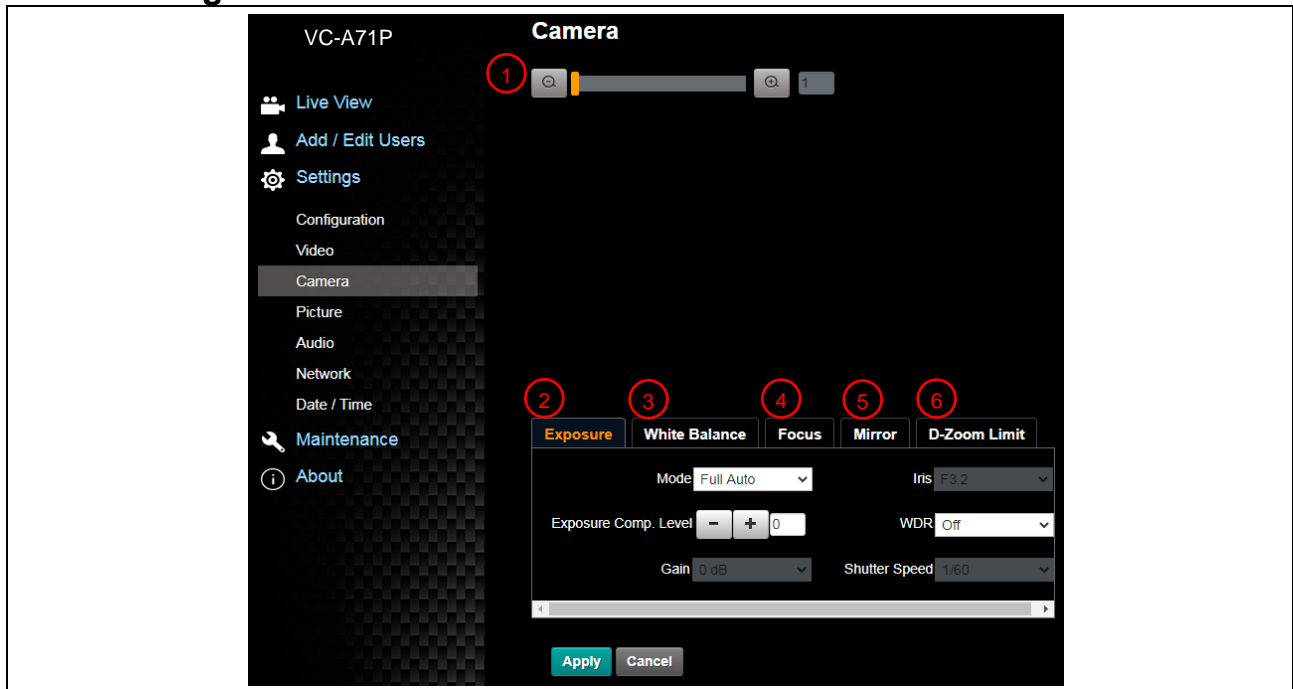 VC-A71P
Camera
1
1
Live View
Add / Edit Users
Settings
Configuration
Video
Camera
Picture
Audio
Network
Date / Time
Maintenance
About
2 3 4 5 6
Exposure White Balance Focus Mirror D-Zoom Limit
Mode Full Auto Iris F3.2
Exposure Comp. Level - + 0 WDR Off
Gain 0 dB Shutter Speed 1/60
Apply Cancel